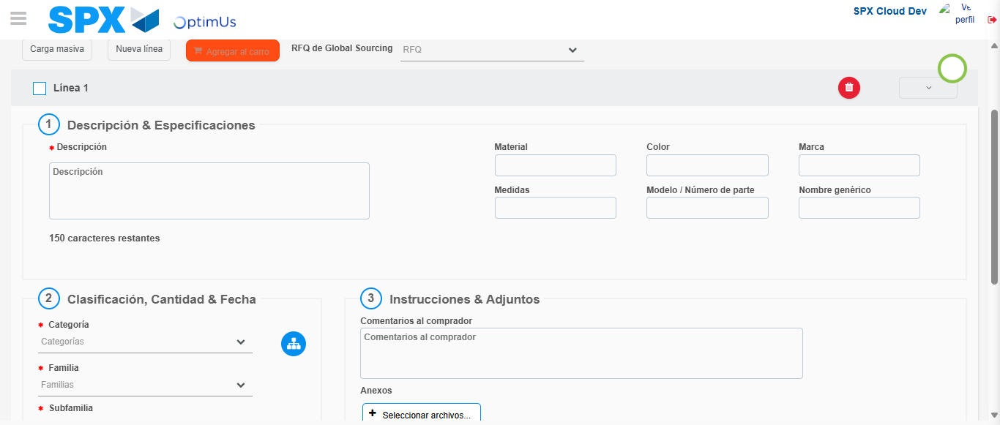 SPX
OptimUs
SPX Cloud Dev
Ve
perfil
Carga masiva
Nueva línea
Agregar al carro
RFQ de Global Sourcing
RFQ
Línea 1
1 Descripción & Especificaciones
* Descripción
Descripción
150 caracteres restantes
Material
Color
Marca
Medidas
Modelo / Número de parte
Nombre genérico
2 Clasificación, Cantidad & Fecha
* Categoría
Categorías
* Familia
Familias
* Subfamilia
3 Instrucciones & Adjuntos
Comentarios al comprador
Comentarios al comprador
Anexos
+ Seleccionar archivos...